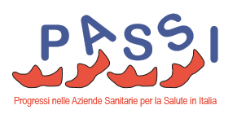 PASSI
Progressi nelle Aziende Sanitarie per la Salute in Italia